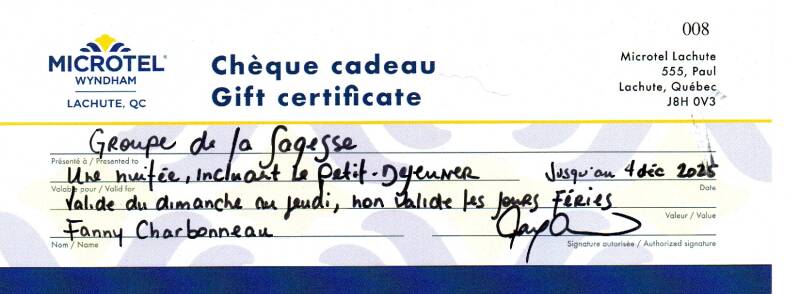 008
MICROTEL
WYNDHAM
LACHUTE, QC
Chèque cadeau
Gift certificate
Microtel Lachute
555, Paul
Lachute, Québec
J8H 0V3
Groupe de la Sagesse
Présenté à / Presented to
Une nuitée, incluant le petit-Dejeuner Jusqu'au 4 déc 2025
Valable pour / Valid for Date
Valide du dimanche au jeudi, non valide les jours Fériés
Valeur / Value
Fanny Charbonneau
Nom / Name Signature autorisée / Authorized signature